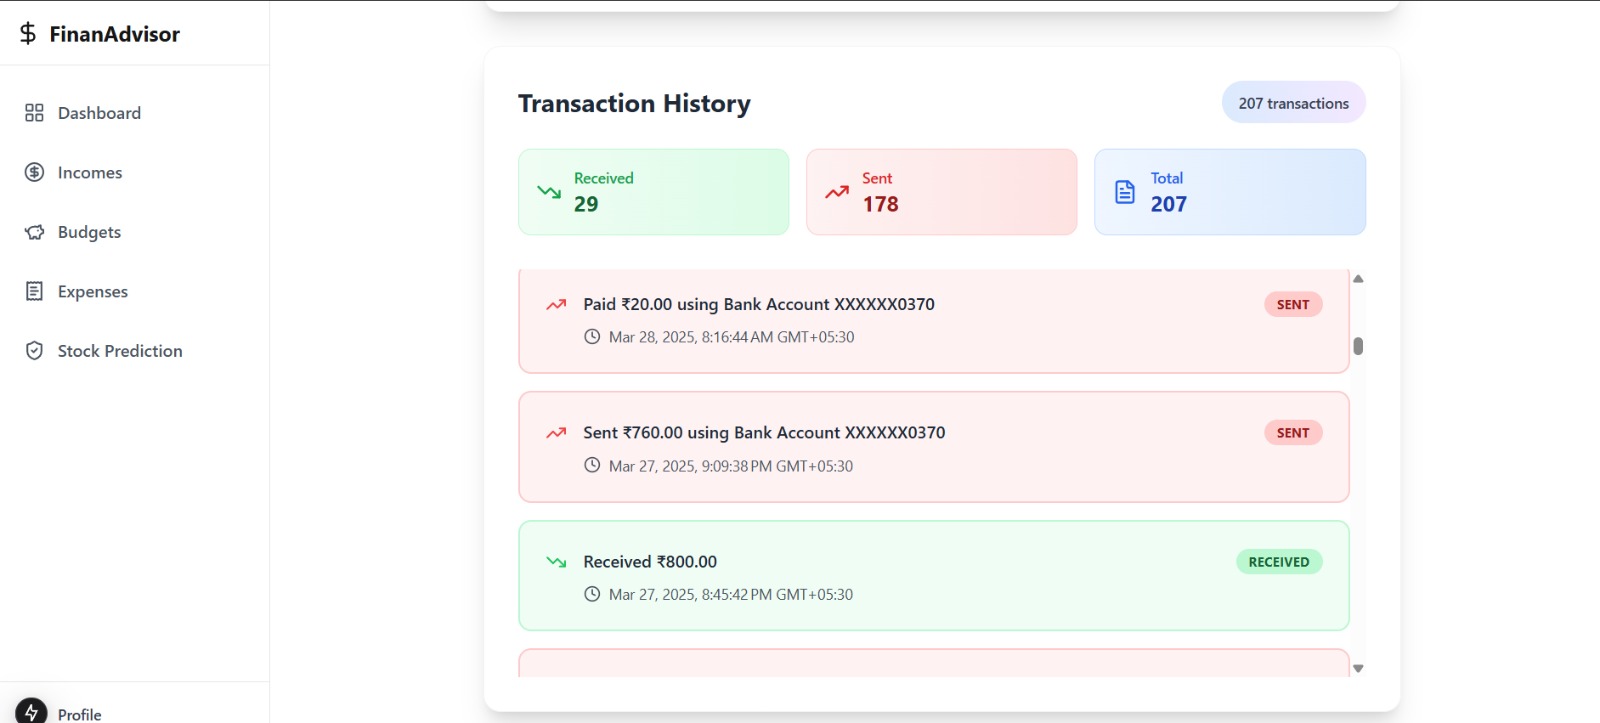 FinanAdvisor
Dashboard
Incomes
Budgets
Expenses
Stock Prediction
Profile
Transaction History
207 transactions
Received
29
Sent
178
Total
207
Paid ₹20.00 using Bank Account XXXXXX0370
SENT
Mar 28, 2025, 8:16:44 AM GMT+05:30
Sent ₹760.00 using Bank Account XXXXXX0370
SENT
Mar 27, 2025, 9:09:38 PM GMT+05:30
Received ₹800.00
RECEIVED
Mar 27, 2025, 8:45:42 PM GMT+05:30